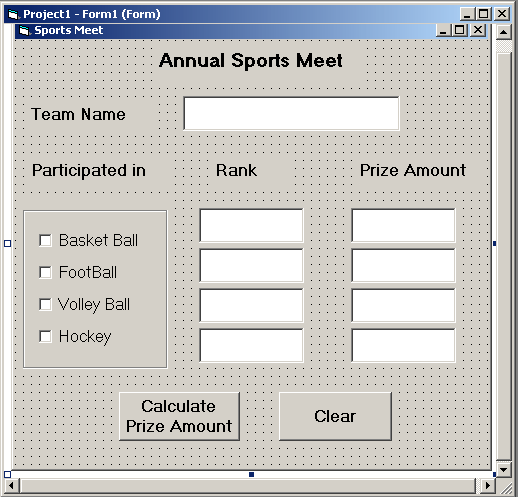 Project1 - Form1 (Form)
Sports Meet
Annual Sports Meet
Team Name
Participated in Rank Prize Amount
Basket Ball
FootBall
Volley Ball
Hockey
Calculate
Prize Amount
Clear